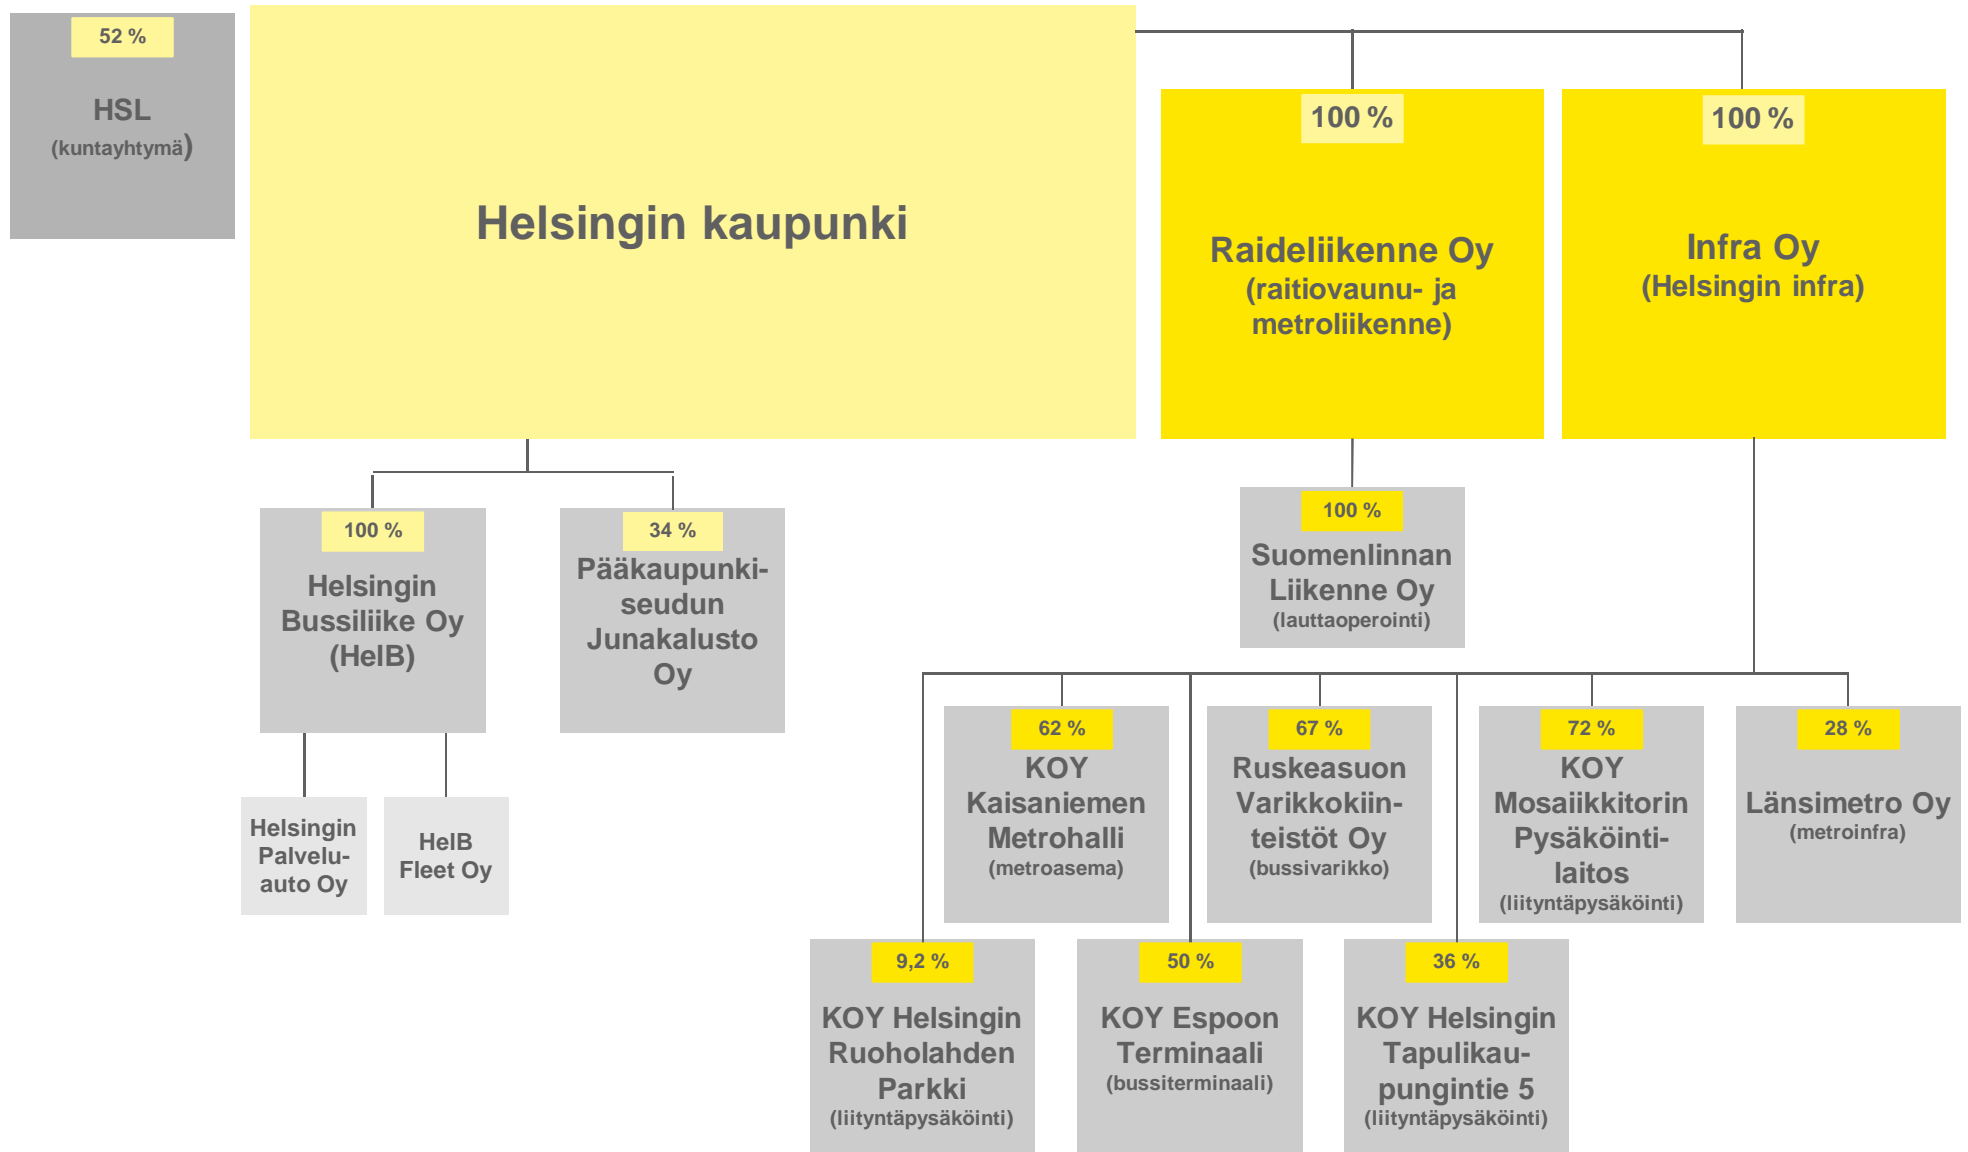 52 %
HSL
(kuntayhtymä)
Helsingin kaupunki
100 %
Raideliikenne Oy
(raitiovaunu- ja
metroliikenne)
100 %
Infra Oy
(Helsingin infra)
100 %
Helsingin
Bussiliike Oy
(HelB)
34 %
Pääkaupunki-
seudun
Junakalusto
Oy
100 %
Suomenlinnan
Liikenne Oy
(lauttaoperointi)
Helsingin
Palvelu-
auto Oy
HelB
Fleet Oy
62 %
KOY
Kaisaniemen
Metrohalli
(metroasema)
67 %
Ruskeasuon
Varikkokiin-
teistöt Oy
(bussivarikko)
72 %
KOY
Mosaiikkitorin
Pysäköinti-
laitos
(liityntäpysäköinti)
28 %
Länsimetro Oy
(metroinfra)
9,2 %
KOY Helsingin
Ruoholahden
Parkki
(liityntäpysäköinti)
50 %
KOY Espoon
Terminaali
(bussiterminaali)
36 %
KOY Helsingin
Tapulikau-
pungintie 5
(liityntäpysäköinti)